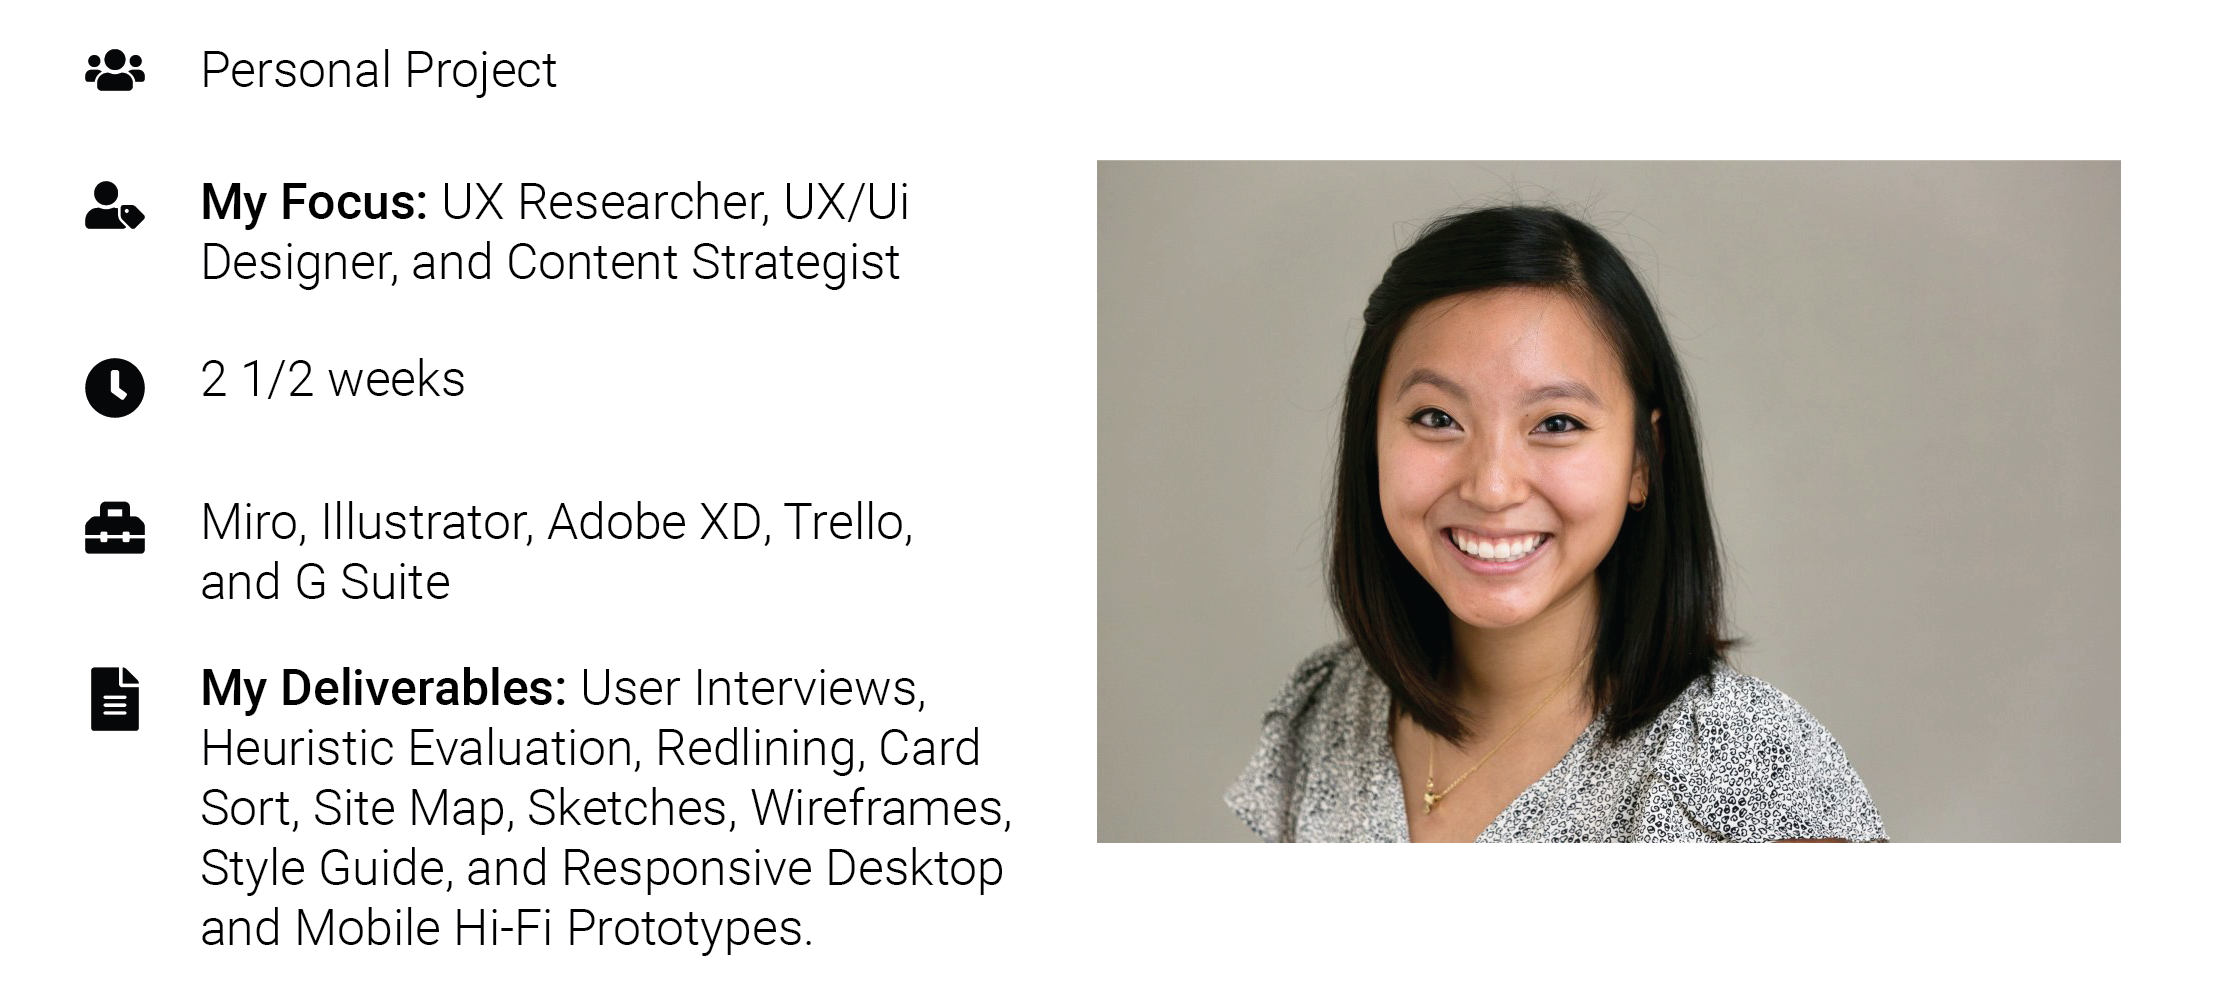 Personal Project
My Focus: UX Researcher, UX/Ui
Designer, and Content Strategist
2 1/2 weeks
Miro, Illustrator, Adobe XD, Trello,
and G Suite
My Deliverables: User Interviews,
Heuristic Evaluation, Redlining, Card
Sort, Site Map, Sketches, Wireframes,
Style Guide, and Responsive Desktop
and Mobile Hi-Fi Prototypes.